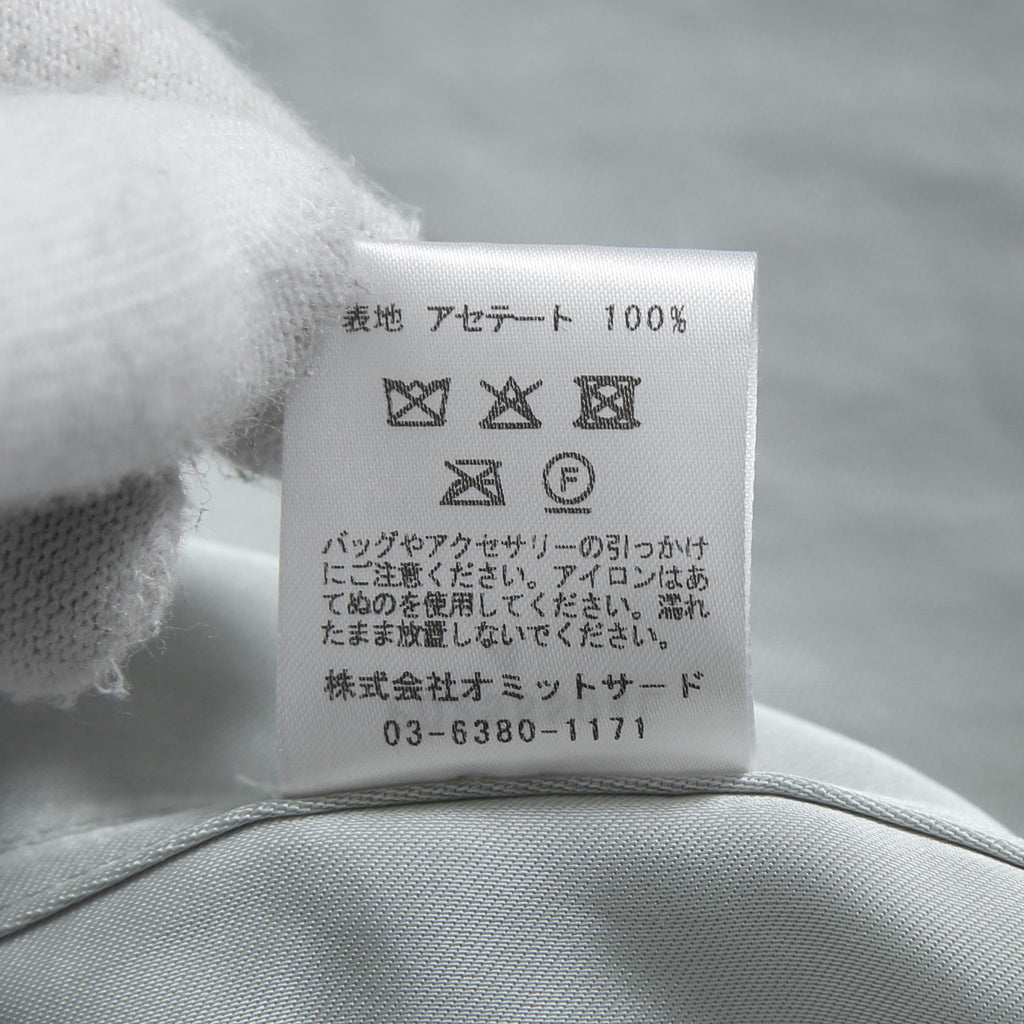 表地 アセテート 100%
F
バッグやアクセサリーの引っかけ
にご注意ください。アイロンはあ
て​ぬのを使用してください。濡れ
たまま放置しないでください。
株式会社オミットサード
03-6380-1171